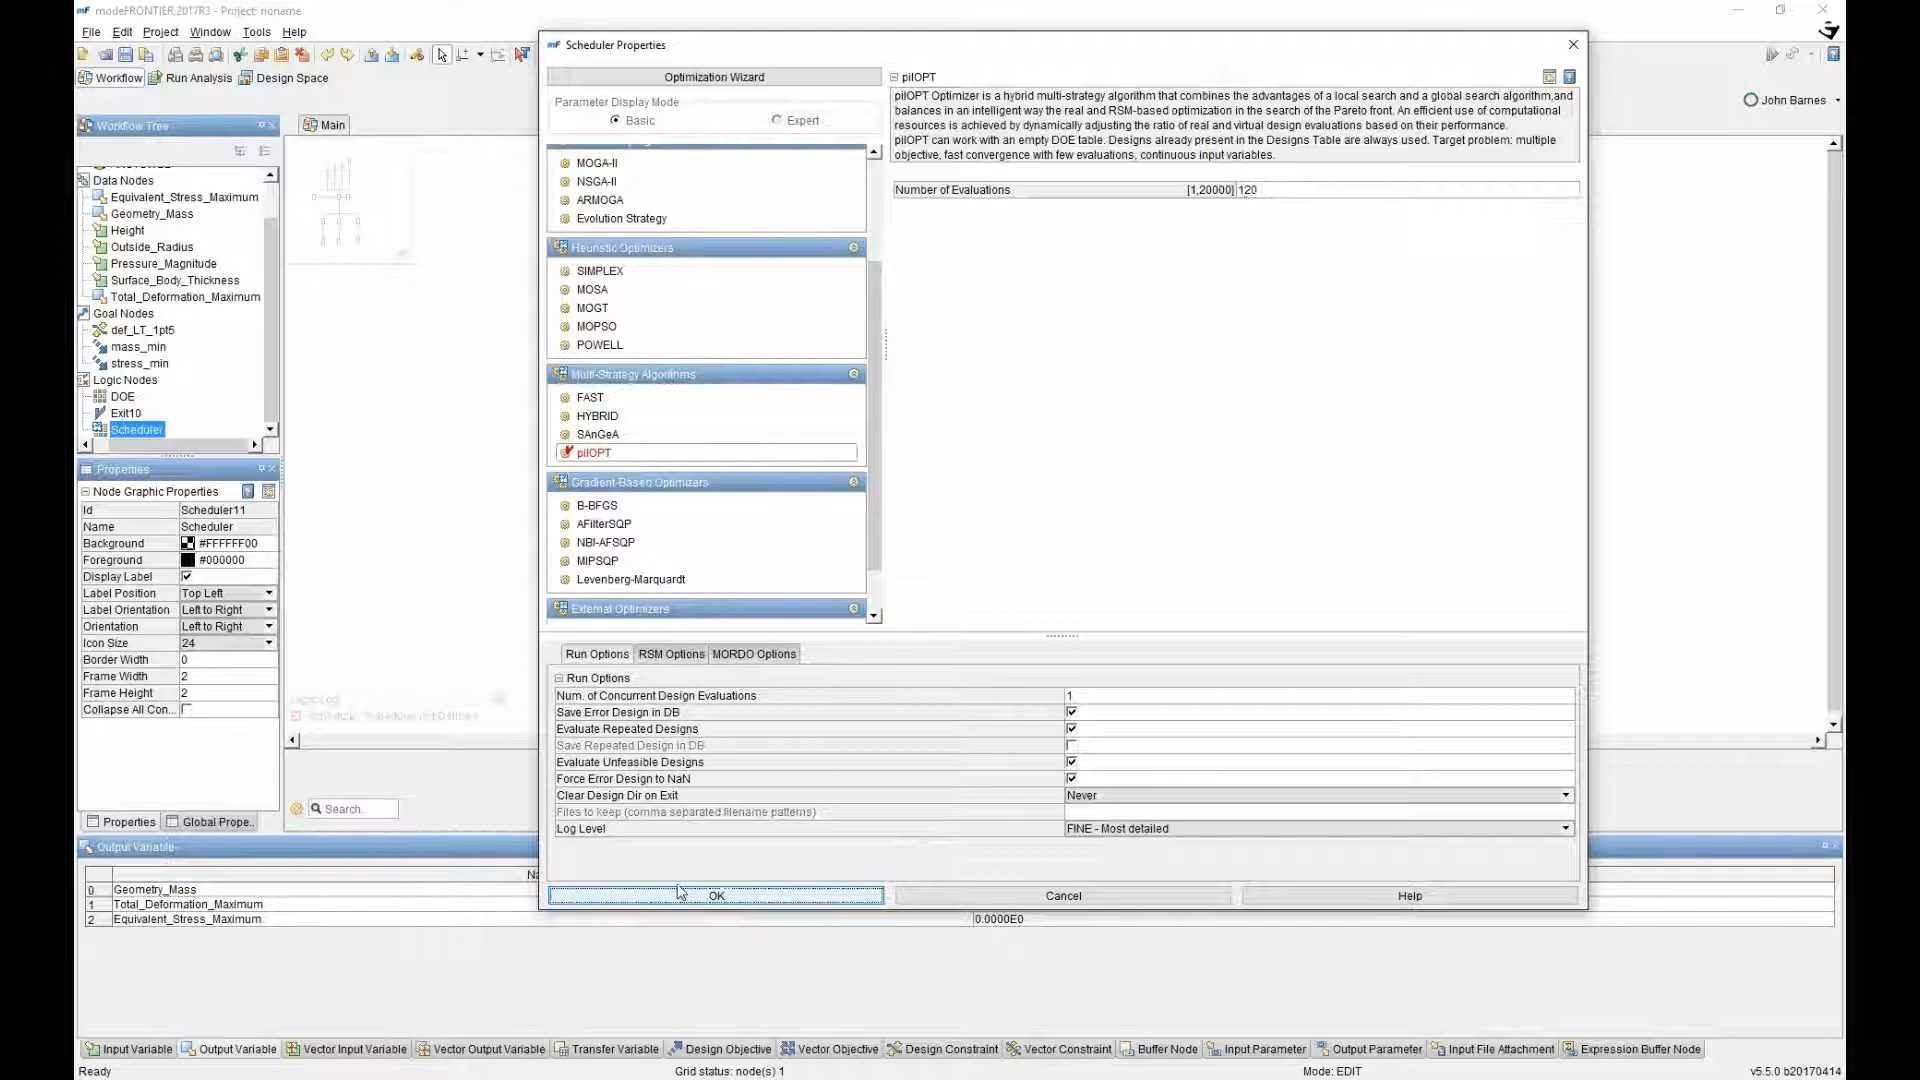 modeFRONTIER 2017R3 - Project: noname
File Edit Project Window Tools Help
Workflow Run Analysis Design Space
John Barnes
Workflow Tree
Main
Data Nodes
Equivalent_Stress_Maximum
Geometry_Mass
Height
Outside_Radius
Pressure_Magnitude
Surface_Body_Thickness
Total_Deformation_Maximum
Goal Nodes
def_LT_1pt5
mass_min
stress_min
Logic Nodes
DOE
Exit10
Scheduler
Properties
Node Graphic Properties
Id Scheduler11
Name Scheduler
Background #FFFFFF00
Foreground #000000
Display Label
Label Position Top Left
Label Orientation Left to Right
Orientation Left to Right
Icon Size 24
Border Width 0
Frame Width 2
Frame Height 2
Collapse All Con...
Properties Global Prope..
Search...
Scheduler Properties
Optimization Wizard
Parameter Display Mode
Basic Expert
MOGA-II
NSGA-II
ARMOGA
Evolution Strategy
Heuristic Optimizers
SIMPLEX
MOSA
MOGT
MOPSO
POWELL
Multi-Strategy Algorithms
FAST
HYBRID
SAnGeA
pilOPT
Gradient-Based Optimizers
B-BFGS
AFilterSQP
NBI-AFSQP
MIPSQP
Levenberg-Marquardt
External Optimizers
pilOPT
pilOPT Optimizer is a hybrid multi-strategy algorithm that combines the advantages of a local search and a global search algorithm,and
balances in an intelligent way the real and RSM-based optimization in the search of the Pareto front. An efficient use of computational
resources is achieved by dynamically adjusting the ratio of real and virtual design evaluations based on their performance.
pilOPT can work with an empty DOE table. Designs already present in the Designs Table are always used. Target problem: multiple
objective, fast convergence with few evaluations, continuous input variables.
Number of Evaluations [1,20000] 120
Run Options RSM Options MORDO Options
Run Options
Num. of Concurrent Design Evaluations 1
Save Error Design in DB
Evaluate Repeated Designs
Save Repeated Design in DB
Evaluate Unfeasible Designs
Force Error Design to NaN
Clear Design Dir on Exit Never
Files to keep (comma separated filename patterns)
Log Level FINE - Most detailed
OK Cancel Help
Output Variable
0 Geometry_Mass
1 Total_Deformation_Maximum
2 Equivalent_Stress_Maximum 0.0000E0
Input Variable Output Variable Vector Input Variable Vector Output Variable Transfer Variable Design Objective Vector Objective Design Constraint Vector Constraint Buffer Node Input Parameter Output Parameter Input File Attachment Expression Buffer Node
Ready Grid status: node(s) 1 Mode: EDIT v5.5.0 b20170414